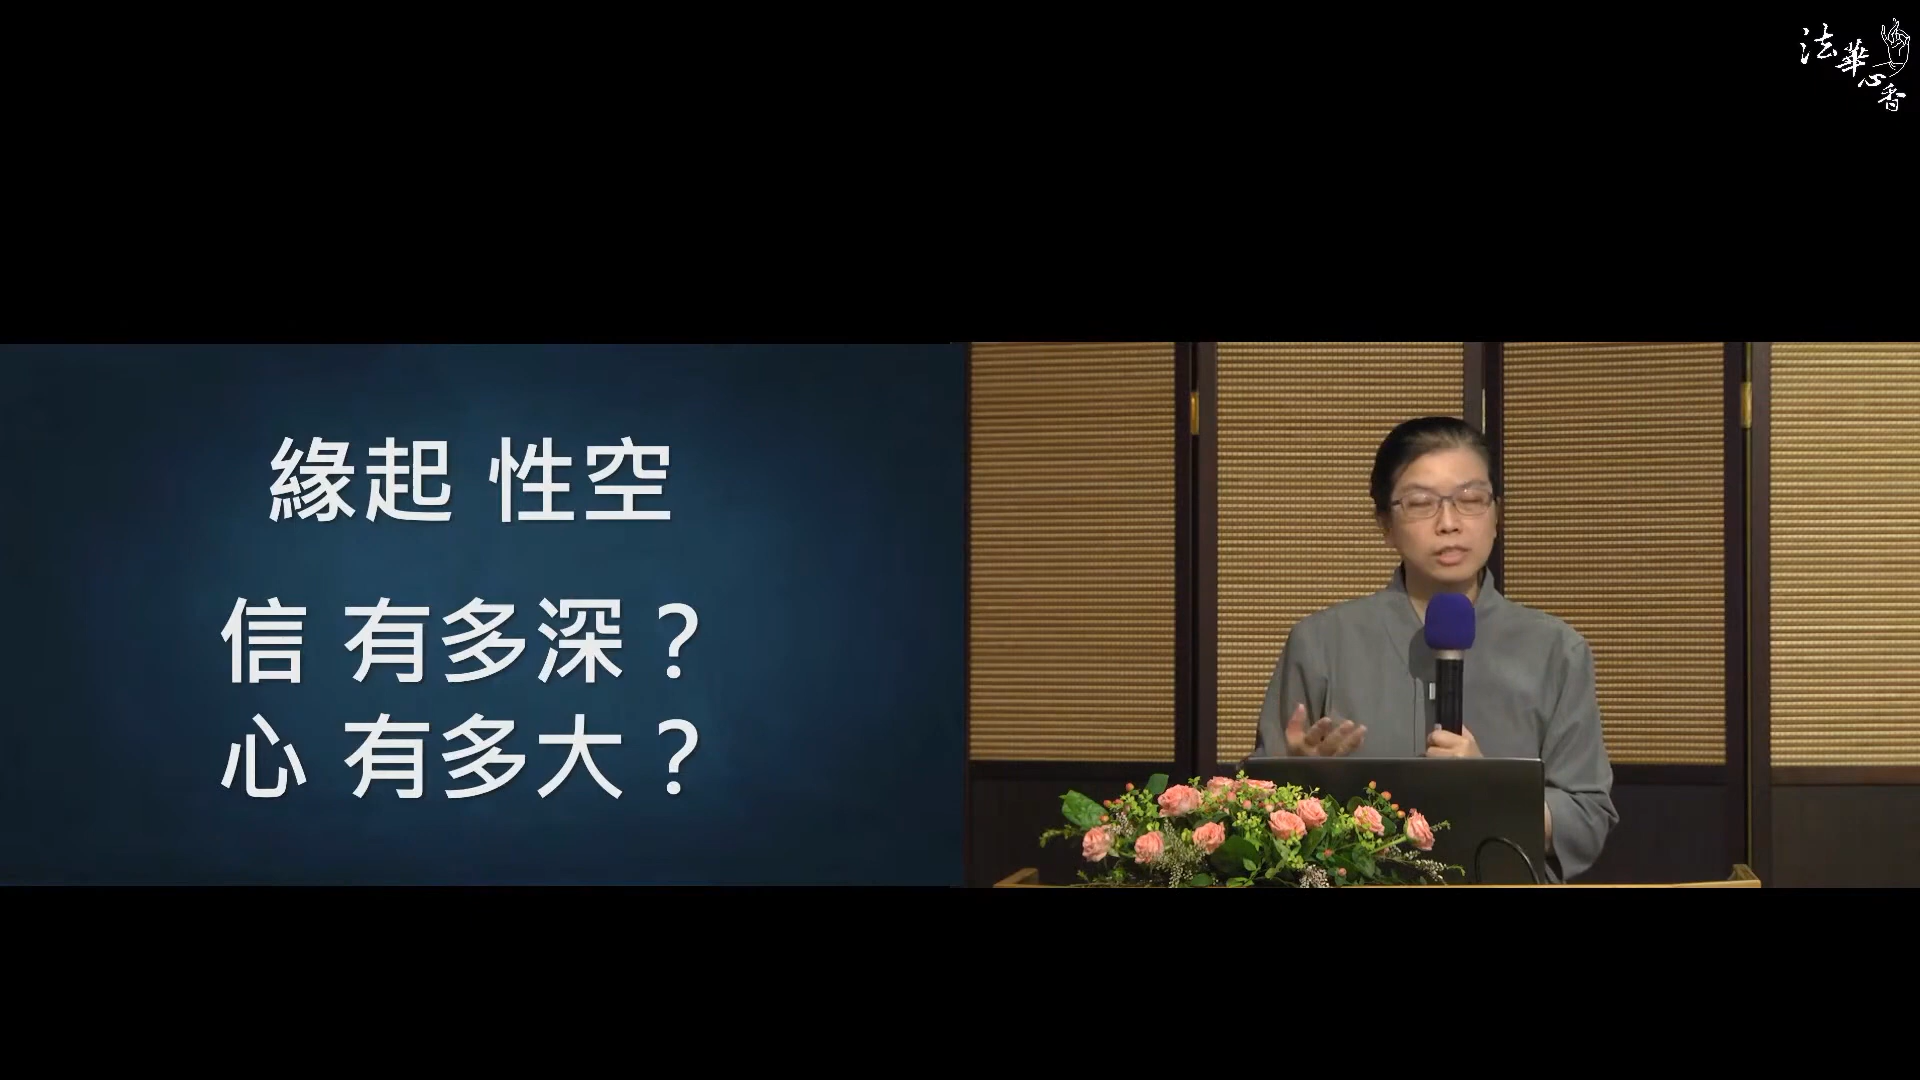 緣起 性空
信 有多深？
心 有多大？
法華心香